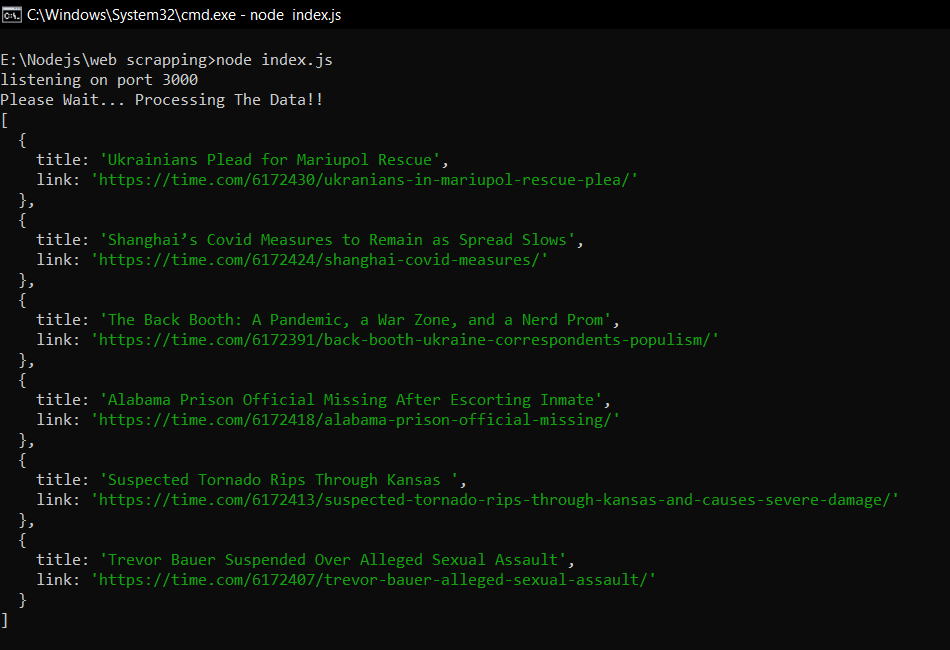 C:\Windows\System32\cmd.exe - node  index.js
E:\Nodejs\web scrapping>node index.js
listening on port 3000
Please Wait... Processing The Data!!
[
  {
    title: 'Ukrainians Plead for Mariupol Rescue',
    link: 'https://time.com/6172430/ukranians-in-mariupol-rescue-plea/'
  },
  {
    title: 'Shanghai’s Covid Measures to Remain as Spread Slows',
    link: 'https://time.com/6172424/shanghai-covid-measures/'
  },
  {
    title: 'The Back Booth: A Pandemic, a War Zone, and a Nerd Prom',
    link: 'https://time.com/6172391/back-booth-ukraine-correspondents-populism/'
  },
  {
    title: 'Alabama Prison Official Missing After Escorting Inmate',
    link: 'https://time.com/6172418/alabama-prison-official-missing/'
  },
  {
    title: 'Suspected Tornado Rips Through Kansas ',
    link: 'https://time.com/6172413/suspected-tornado-rips-through-kansas-and-causes-severe-damage/'
  },
  {
    title: 'Trevor Bauer Suspended Over Alleged Sexual Assault',
    link: 'https://time.com/6172407/trevor-bauer-alleged-sexual-assault/'
  }
]